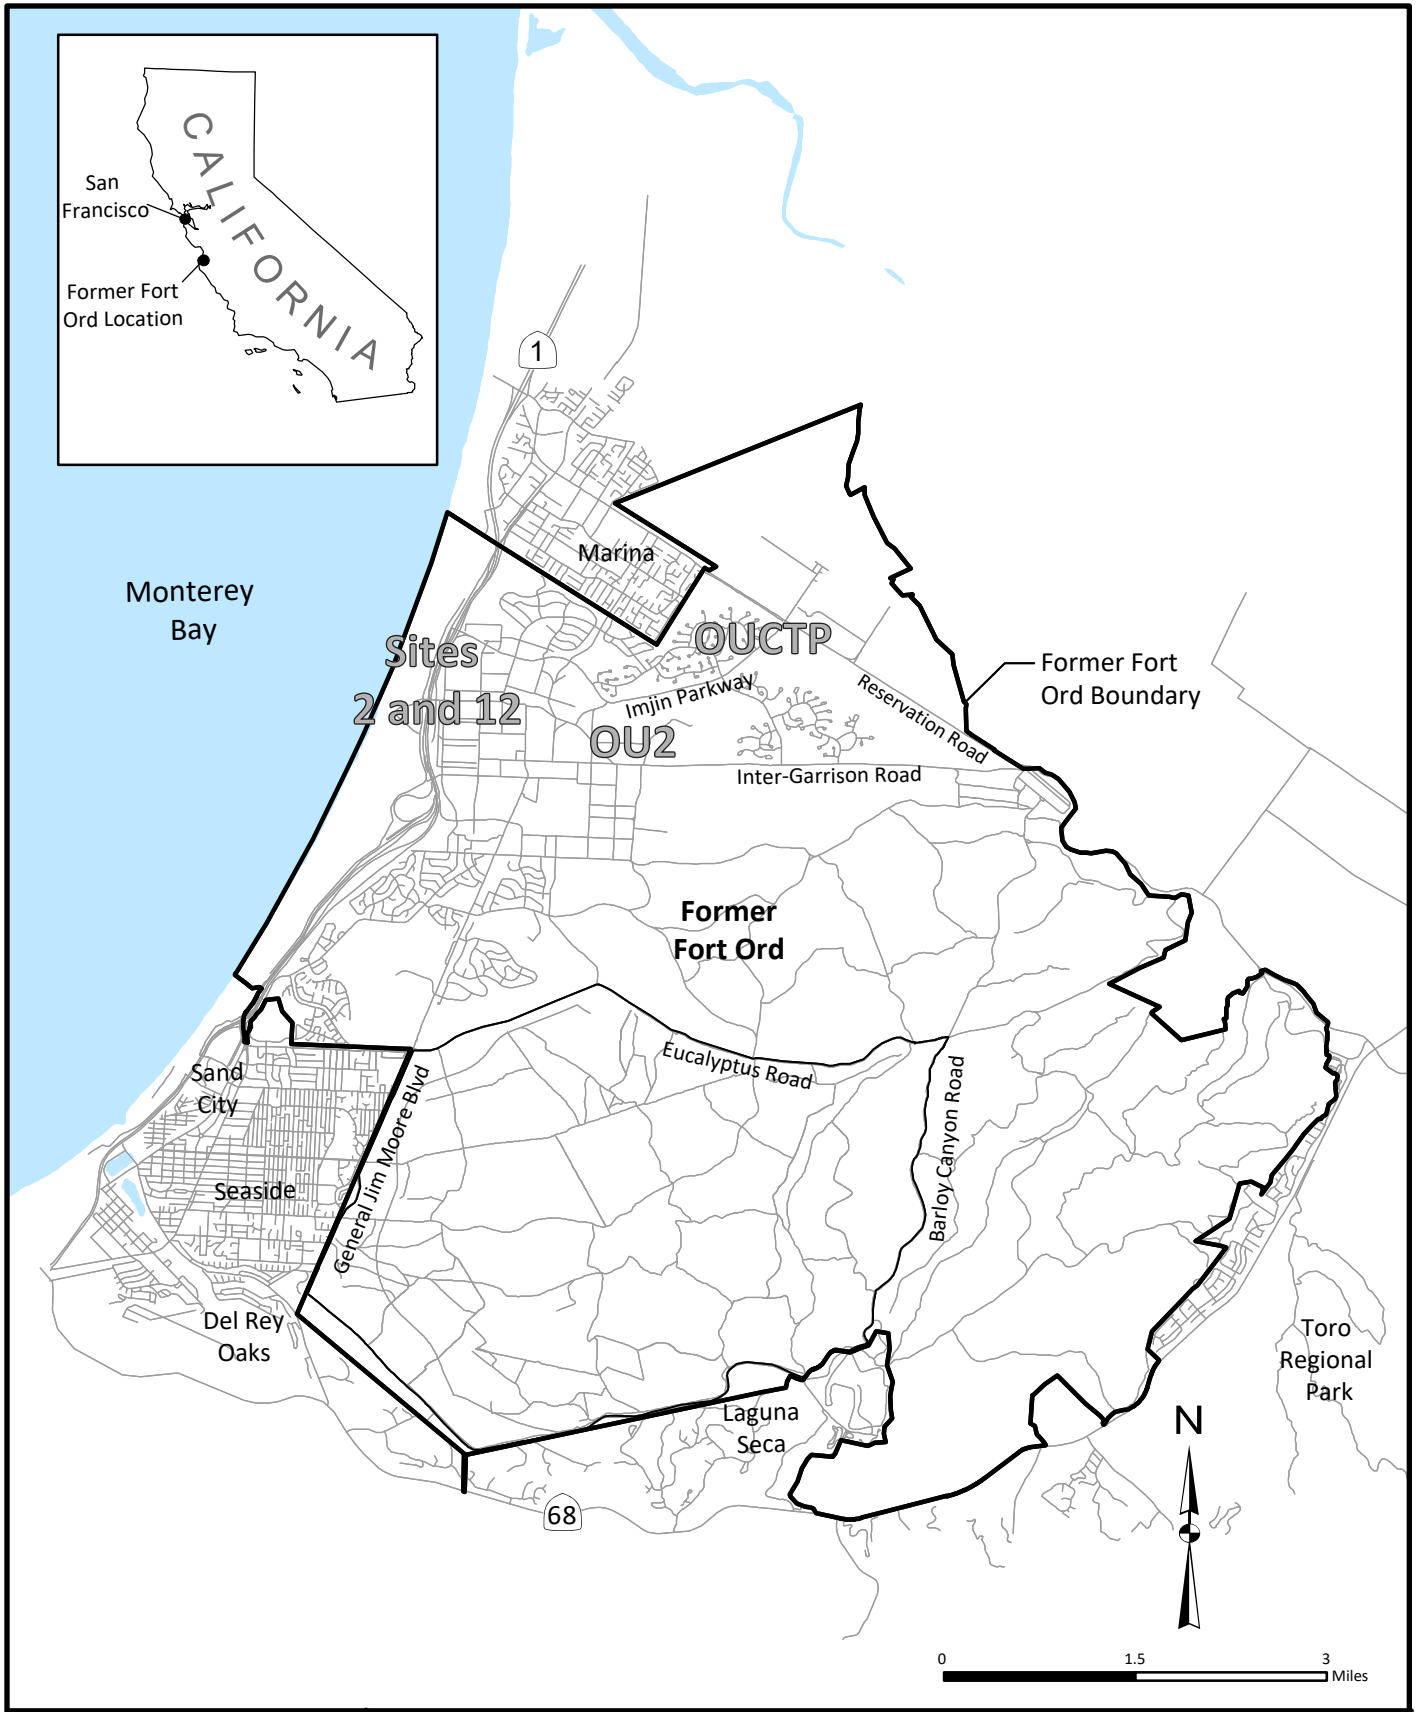 CALIFORNIA
San
Francisco
Former Fort
Ord Location
1
Marina
Monterey
Bay
Sites
2 and 12
OUCTP
Imjin Parkway
OU2
Reservation Road
Former Fort
Ord Boundary
Inter-Garrison Road
Former
Fort Ord
Eucalyptus Road
Barloy Canyon Road
General Jim Moore Blvd
Sand
City
Seaside
Del Rey
Oaks
Toro
Regional
Park
Laguna
Seca
N
68
0
1.5
3
Miles